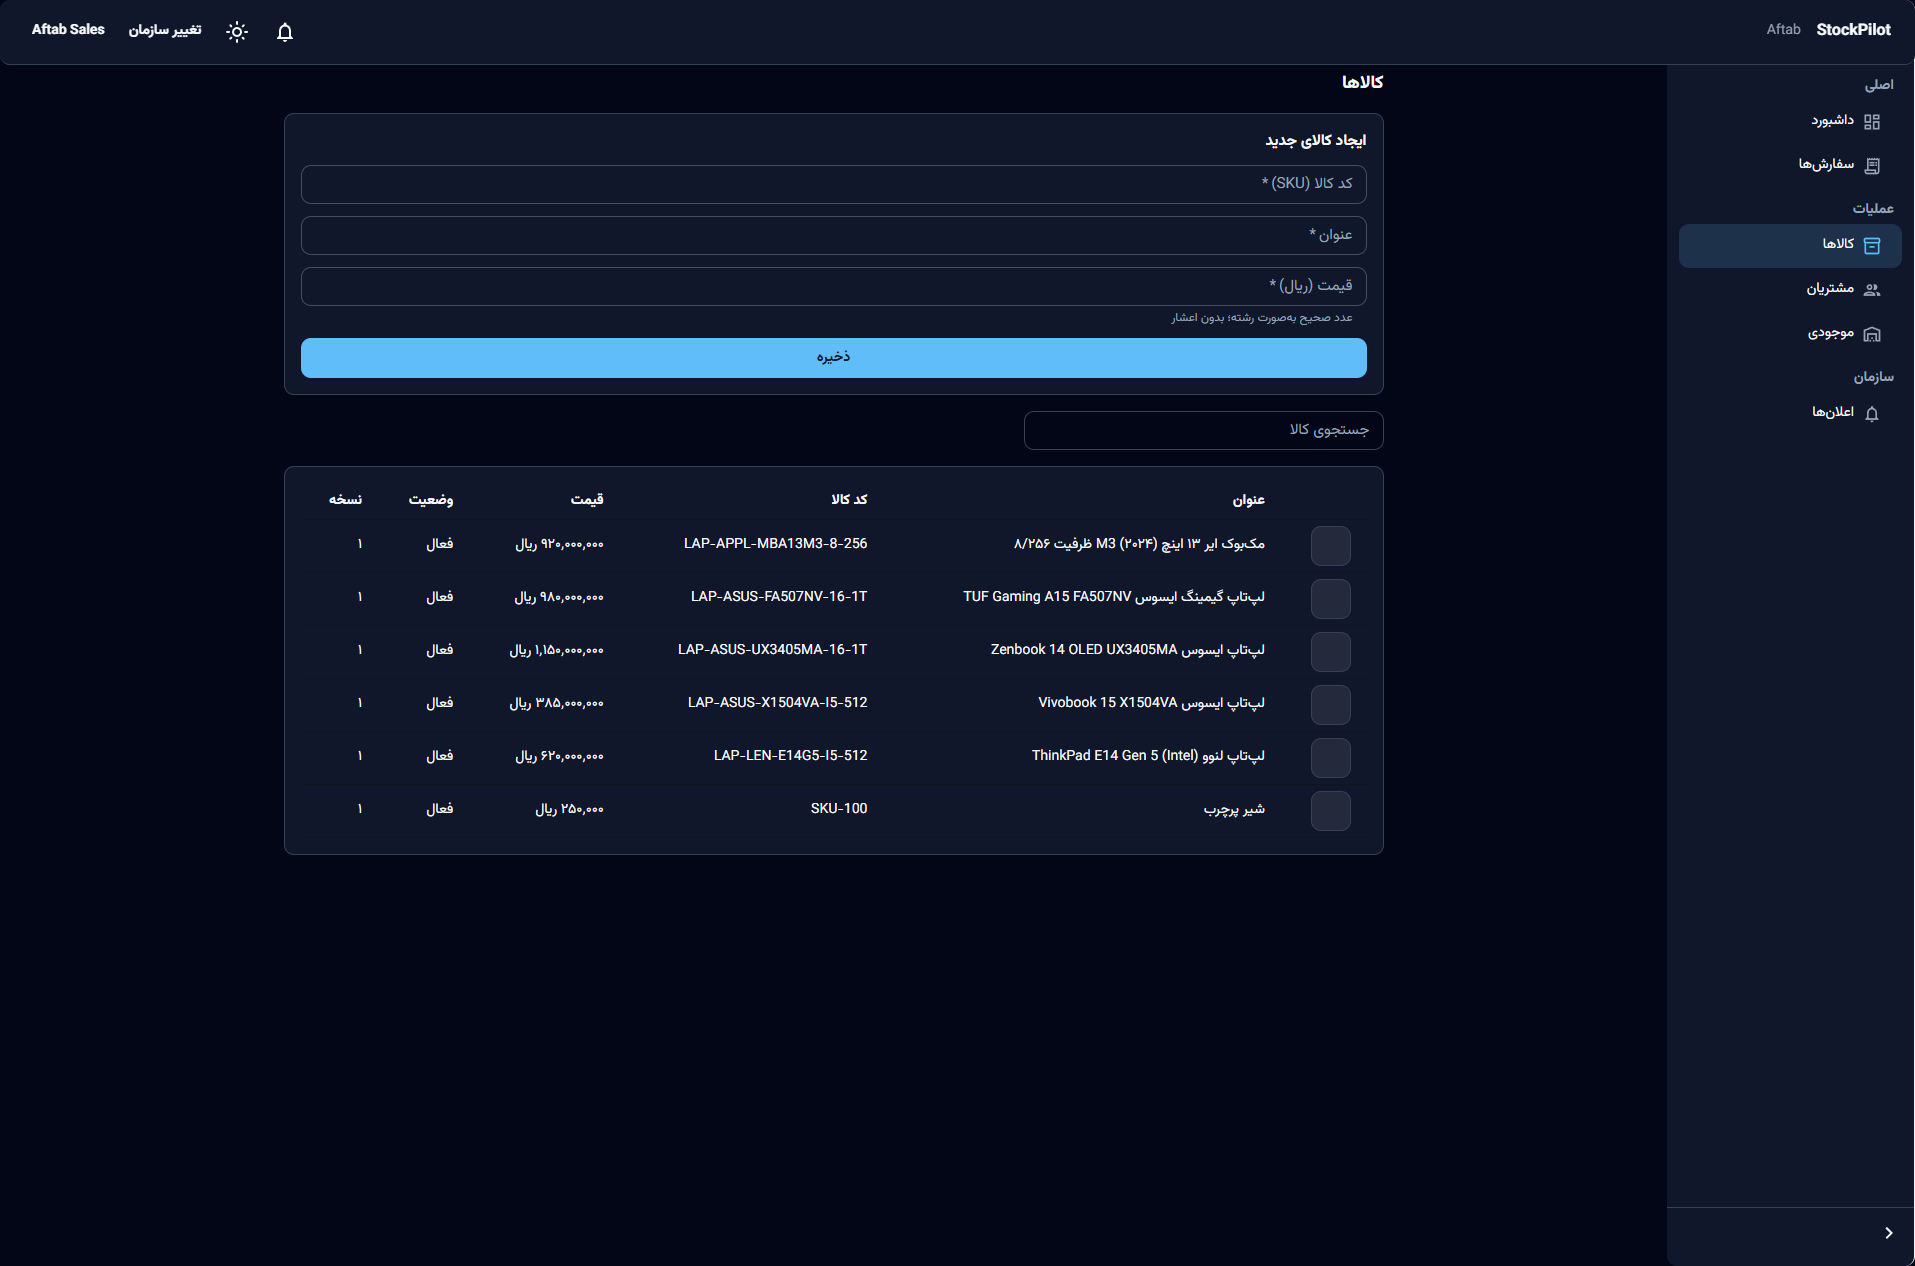 StockPilot Aftab
تغییر سازمان Aftab Sales
اصلی
داشبورد
سفارش‌ها
عملیات
کالاها
مشتریان
موجودی
سازمان
اعلان‌ها
کالاها
ایجاد کالای جدید
کد کالا (SKU) *
عنوان *
قیمت (ریال) *
عدد صحیح به‌صورت رشته؛ بدون اعشار
ذخیره
جستجوی کالا
عنوان کد کالا قیمت وضعیت نسخه
مک‌بوک ایر ۱۳ اینچ M3 (۲۰۲۴) ظرفیت ۸/۲۵۶ LAP-APPL-MBA13M3-8-256 ۹۲۰٬۰۰۰٬۰۰۰ ریال فعال ۱
لپ‌تاپ گیمینگ ایسوس TUF Gaming A15 FA507NV LAP-ASUS-FA507NV-16-1T ۹۸۰٬۰۰۰٬۰۰۰ ریال فعال ۱
لپ‌تاپ ایسوس Zenbook 14 OLED UX3405MA LAP-ASUS-UX3405MA-16-1T ۱٬۱۵۰٬۰۰۰٬۰۰۰ ریال فعال ۱
لپ‌تاپ ایسوس Vivobook 15 X1504VA LAP-ASUS-X1504VA-I5-512 ۳۸۵٬۰۰۰٬۰۰۰ ریال فعال ۱
لپ‌تاپ لنوو ThinkPad E14 Gen 5 (Intel) LAP-LEN-E14G5-I5-512 ۶۲۰٬۰۰۰٬۰۰۰ ریال فعال ۱
شیر پرچرب SKU-100 ۲۵۰٬۰۰۰ ریال فعال ۱